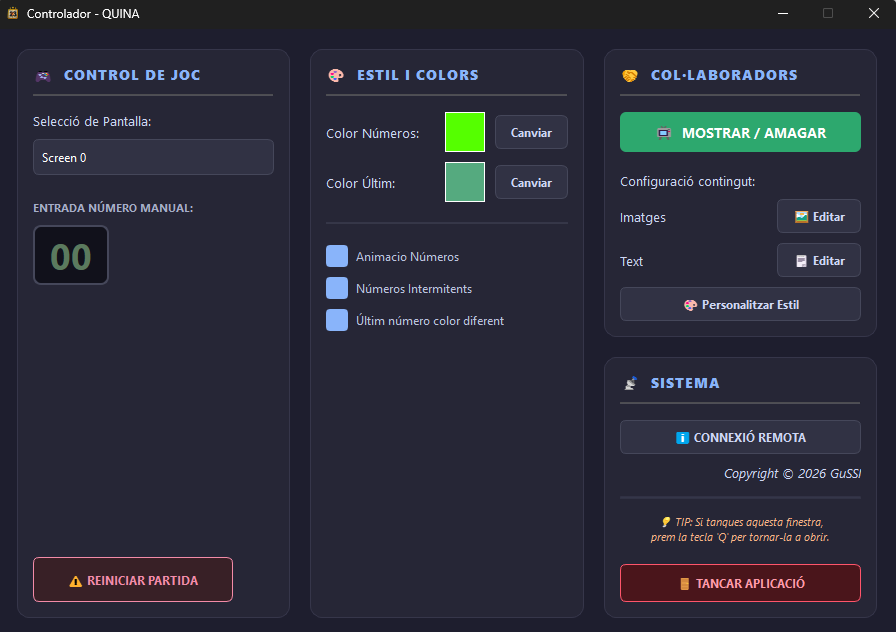 Controlador - QUINA
CONTROL DE JOC
Selecció de Pantalla:
Screen 0
ENTRADA NÚMERO MANUAL:
00
REINICIAR PARTIDA
ESTIL I COLORS
Color Números:
Canviar
Color Últim:
Canviar
Animacio Números
Números Intermitents
Últim número color diferent
COL·LABORADORS
MOSTRAR / AMAGAR
Configuració contingut:
Imatges
Editar
Text
Editar
Personalitzar Estil
SISTEMA
CONNEXIÓ REMOTA
Copyright © 2026 GuSSI
TIP: Si tanques aquesta finestra,
prem la tecla 'Q' per tornar-la a obrir.
TANCAR APLICACIÓ